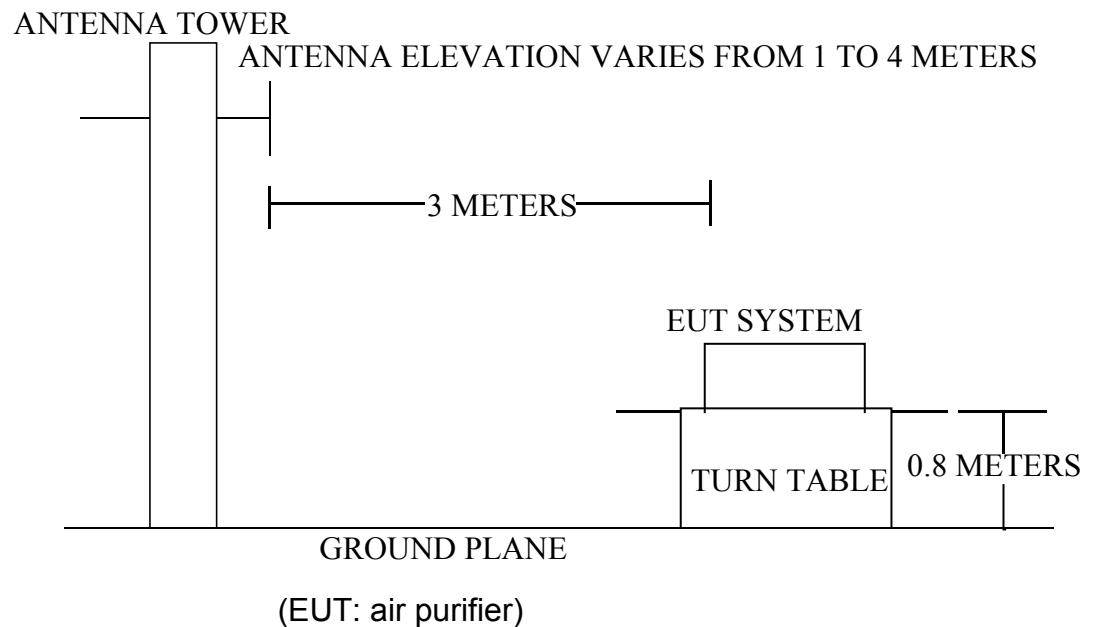 ANTENNA TOWER
ANTENNA ELEVATION VARIES FROM 1 TO 4 METERS
3 METERS
EUT SYSTEM
TURN TABLE
0.8 METERS
GROUND PLANE
(EUT: air purifier)